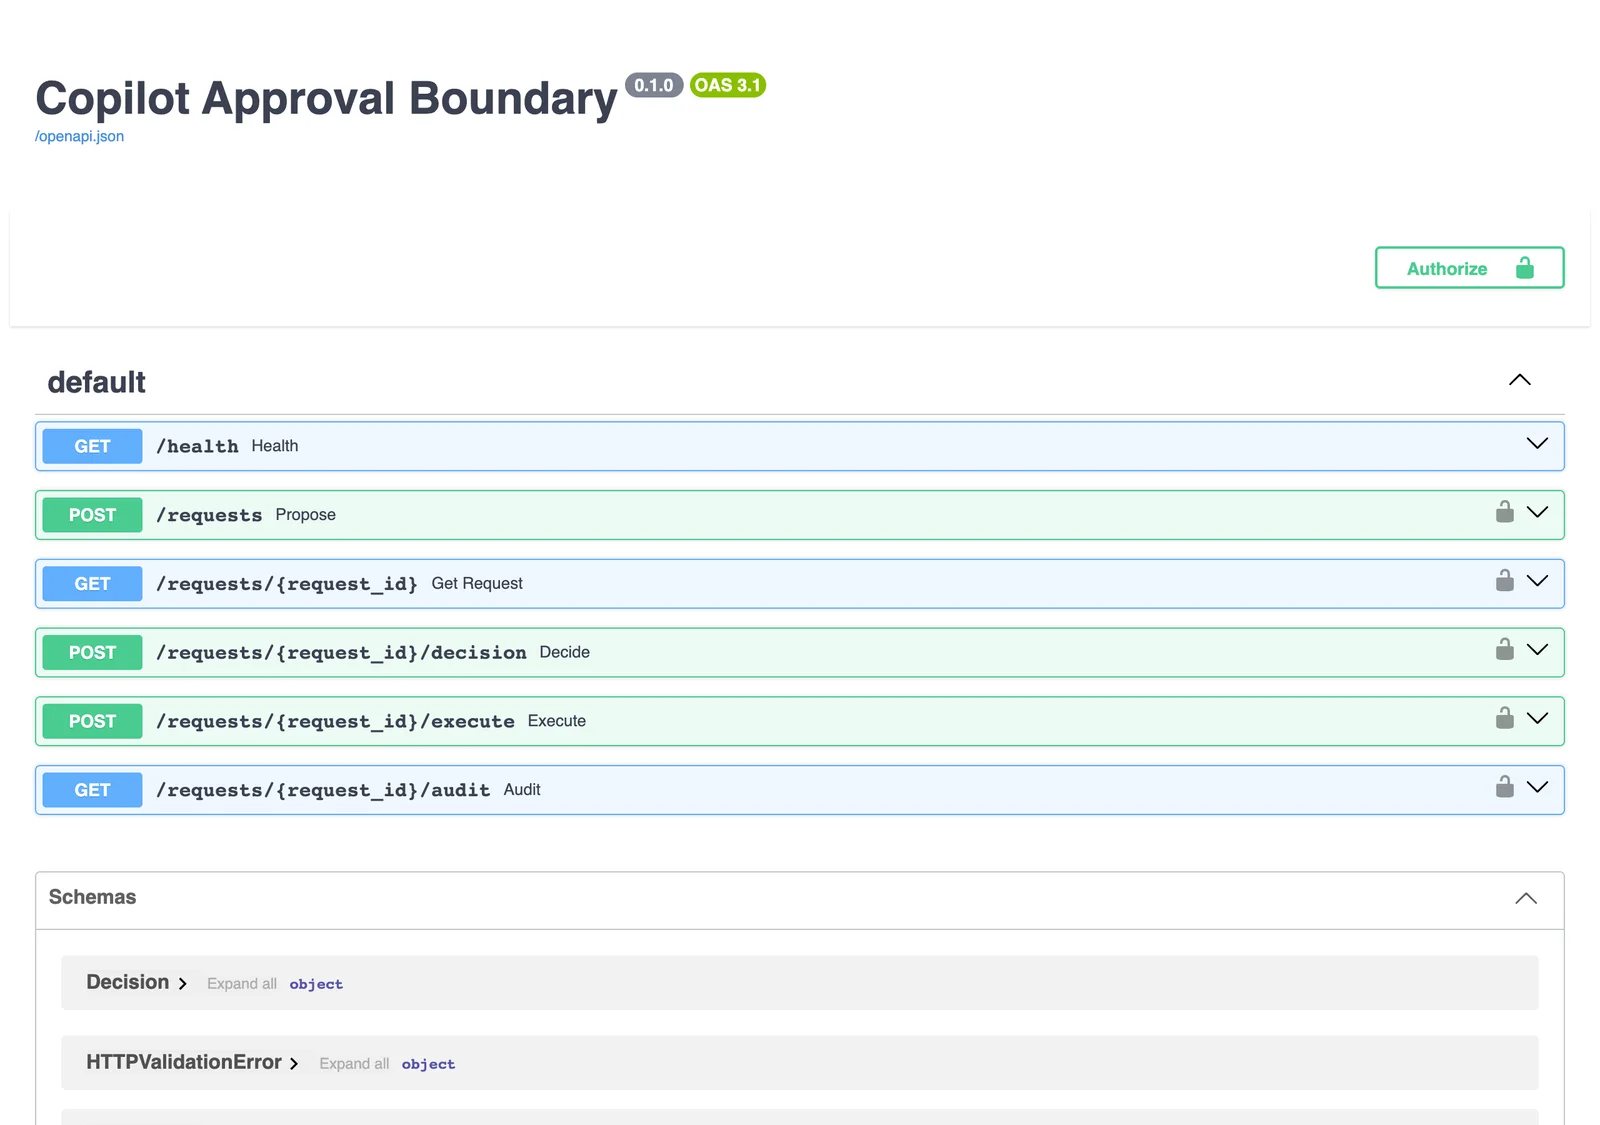 Copilot Approval Boundary 0.1.0 OAS 3.1
/openapi.json
Authorize
default
GET /health Health
POST /requests Propose
GET /requests/{request_id} Get Request
POST /requests/{request_id}/decision Decide
POST /requests/{request_id}/execute Execute
GET /requests/{request_id}/audit Audit
Schemas
Decision Expand all object
HTTPValidationError Expand all object